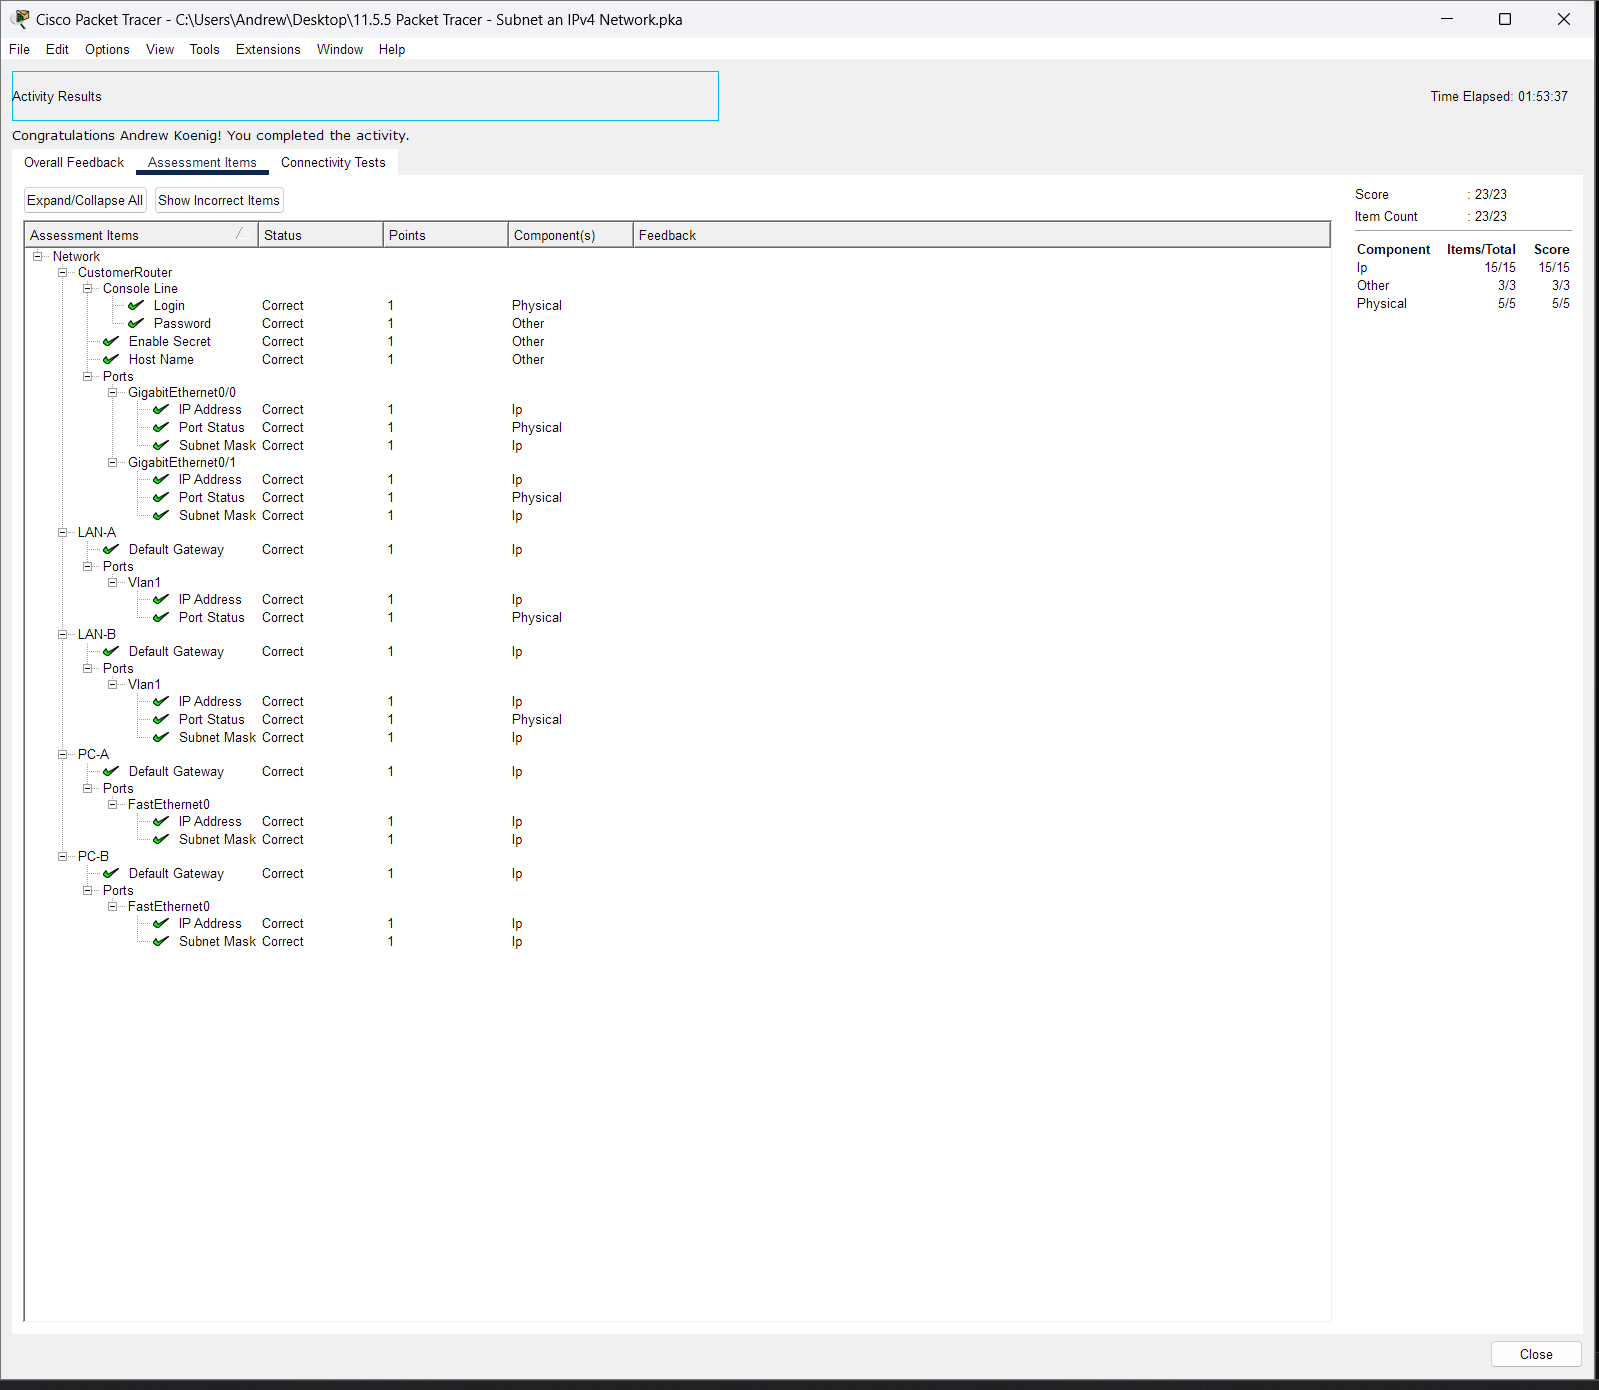 Cisco Packet Tracer - C:\Users\Andrew\Desktop\11.5.5 Packet Tracer - Subnet an IPv4 Network.pka
File Edit Options View Tools Extensions Window Help
Activity Results
Time Elapsed: 01:53:37
Congratulations Andrew Koenig! You completed the activity.
Overall Feedback Assessment Items Connectivity Tests
Expand/Collapse All Show Incorrect Items
Score : 23/23
Item Count : 23/23
Component Items/Total Score
Ip 15/15 15/15
Other 3/3 3/3
Physical 5/5 5/5
Assessment Items Status Points Component(s) Feedback
Network
CustomerRouter
Console Line
Login Correct 1 Physical
Password Correct 1 Other
Enable Secret Correct 1 Other
Host Name Correct 1 Other
Ports
GigabitEthernet0/0
IP Address Correct 1 Ip
Port Status Correct 1 Physical
Subnet Mask Correct 1 Ip
GigabitEthernet0/1
IP Address Correct 1 Ip
Port Status Correct 1 Physical
Subnet Mask Correct 1 Ip
LAN-A
Default Gateway Correct 1 Ip
Ports
Vlan1
IP Address Correct 1 Ip
Port Status Correct 1 Physical
LAN-B
Default Gateway Correct 1 Ip
Ports
Vlan1
IP Address Correct 1 Ip
Port Status Correct 1 Physical
Subnet Mask Correct 1 Ip
PC-A
Default Gateway Correct 1 Ip
Ports
FastEthernet0
IP Address Correct 1 Ip
Subnet Mask Correct 1 Ip
PC-B
Default Gateway Correct 1 Ip
Ports
FastEthernet0
IP Address Correct 1 Ip
Subnet Mask Correct 1 Ip
Close